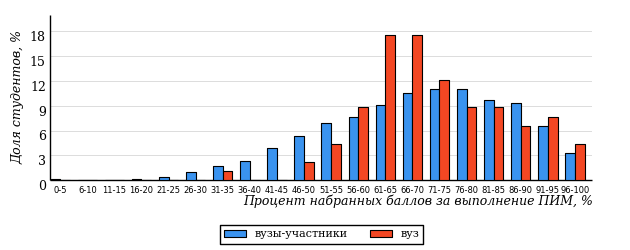 Доля студентов, %
18
15
12
9
6
3
0
0-5 6-10 11-15 16-20 21-25 26-30 31-35 36-40 41-45 46-50 51-55 56-60 61-65 66-70 71-75 76-80 81-85 86-90 91-95 96-100
Процент набранных баллов за выполнение ПИМ, %
вузы-участники вуз